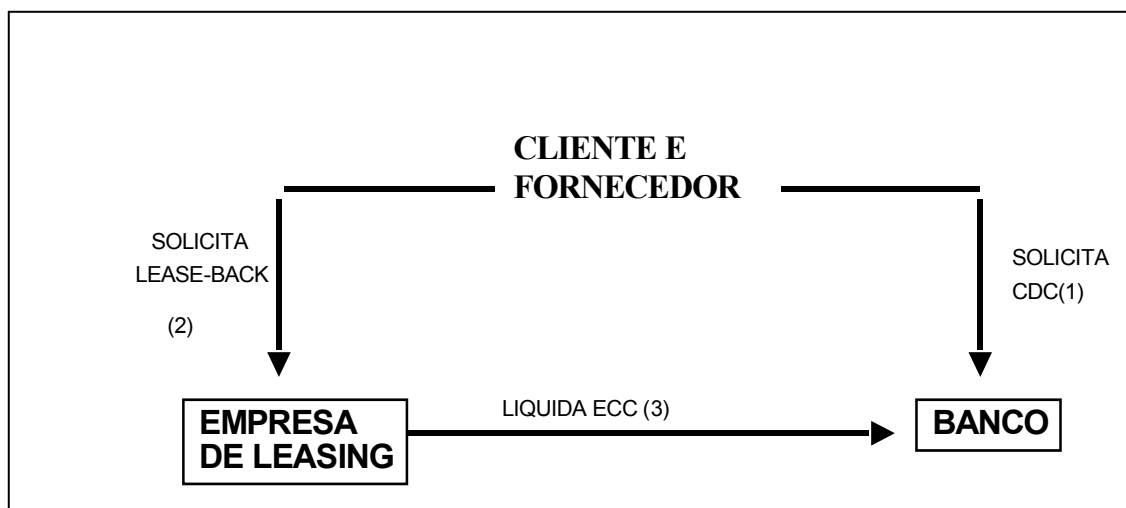 CLIENTE E
FORNECEDOR
SOLICITA
LEASE-BACK
(2)
SOLICITA
CDC(1)
EMPRESA
DE LEASING
LIQUIDA ECC (3)
BANCO